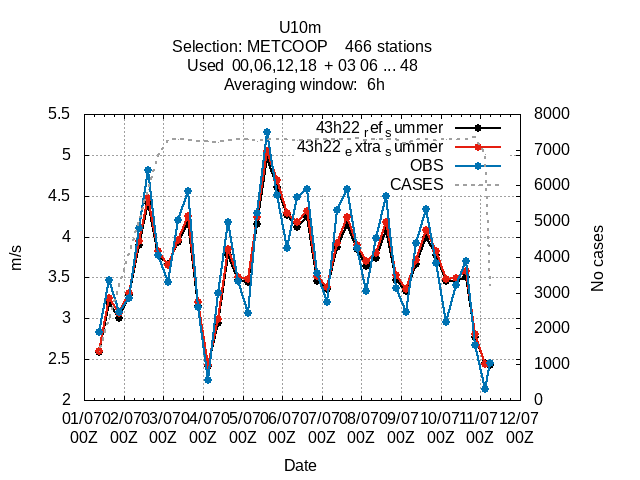 U10m
Selection: METCOOP    466 stations
Used  00,06,12,18  + 03 06 ... 48
Averaging window:  6h
5.5
5
4.5
4
3.5
3
2.5
2
m/s
8000
7000
6000
5000
4000
3000
2000
1000
0
No cases
43h22 refsummer
43h22 extrasummer
OBS
CASES
01/07 02/07 03/07 04/07 05/07 06/07 07/07 08/07 09/07 10/07 11/07 12/07
00Z 00Z 00Z 00Z 00Z 00Z 00Z 00Z 00Z 00Z 00Z 00Z
Date